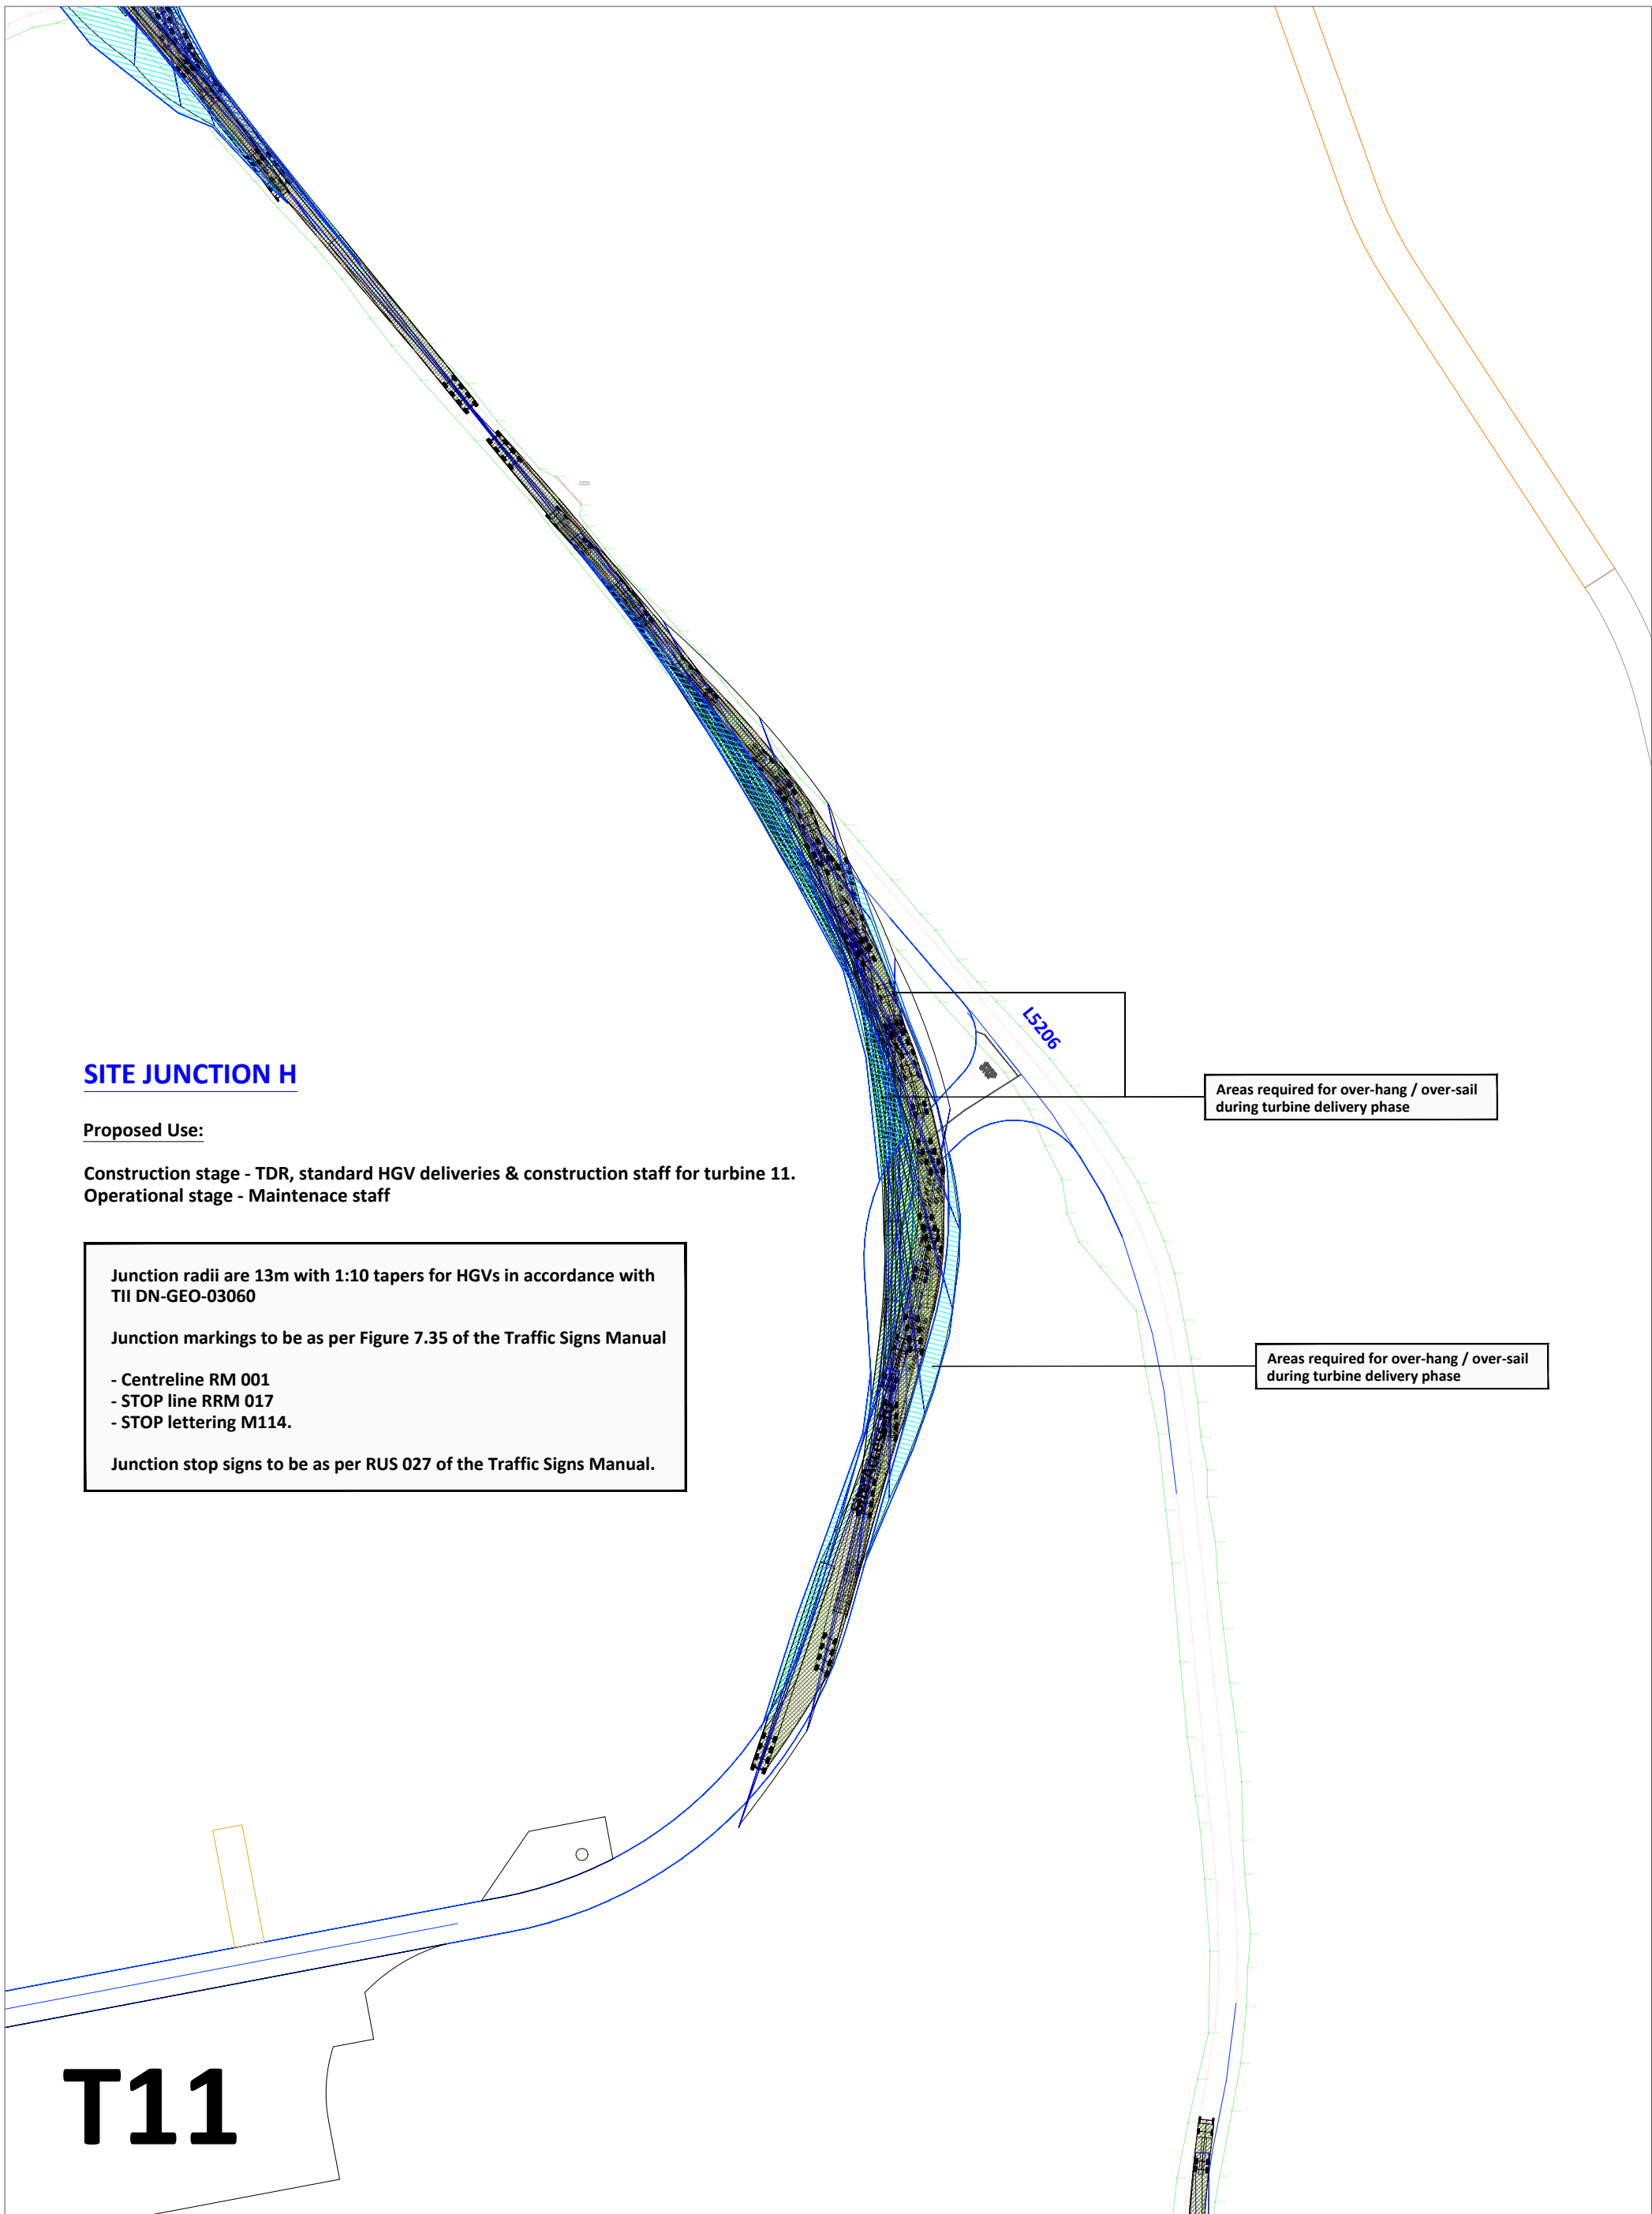 L5206
SITE JUNCTION H
Areas required for over-hang / over-sail
during turbine delivery phase
Proposed Use:
Construction stage - TDR, standard HGV deliveries & construction staff for turbine 11.
Operational stage - Maintenace staff
Junction radii are 13m with 1:10 tapers for HGVs in accordance with
TII DN-GEO-03060
Junction markings to be as per Figure 7.35 of the Traffic Signs Manual
- Centreline RM 001
- STOP line RRM 017
- STOP lettering M114.
Junction stop signs to be as per RUS 027 of the Traffic Signs Manual.
Areas required for over-hang / over-sail
during turbine delivery phase
T11